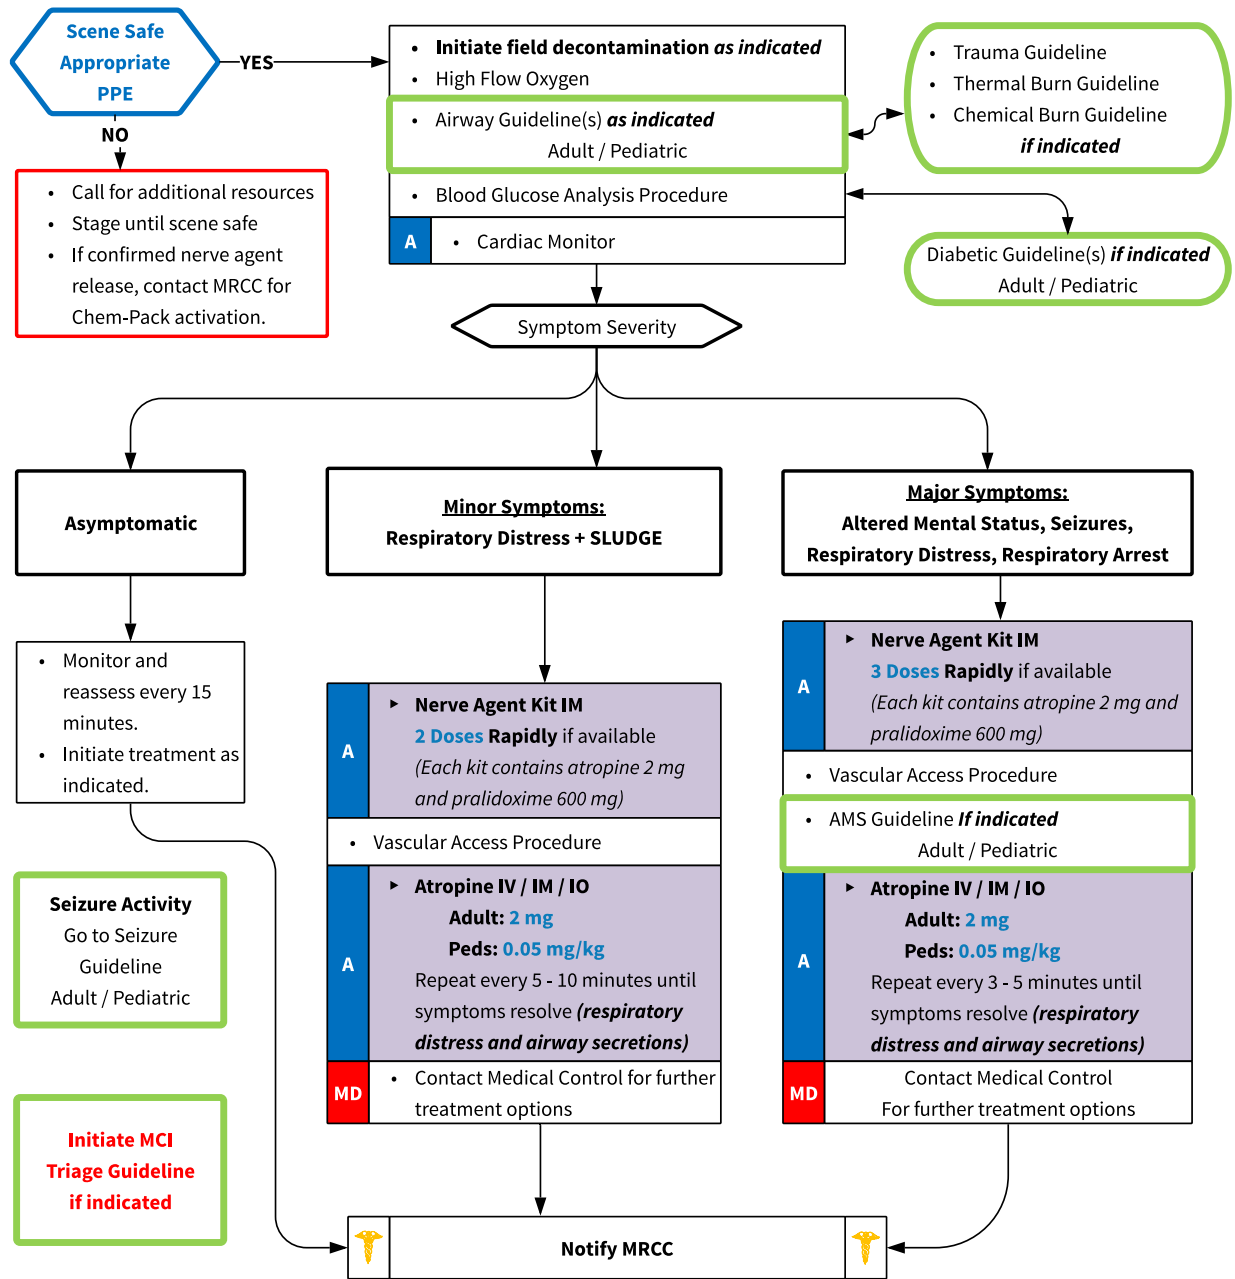 Scene Safe
Appropriate
PPE
YES
NO
• Call for additional resources
• Stage until scene safe
• If confirmed nerve agent
release, contact MRCC for
Chem-Pack activation.
• Initiate field decontamination as indicated
• High Flow Oxygen
• Airway Guideline(s) as indicated
Adult / Pediatric
• Blood Glucose Analysis Procedure
A
• Cardiac Monitor
• Trauma Guideline
• Thermal Burn Guideline
• Chemical Burn Guideline
if indicated
Diabetic Guideline(s) if indicated
Adult / Pediatric
Symptom Severity
Asymptomatic
• Monitor and
reassess every 15
minutes.
• Initiate treatment as
indicated.
Seizure Activity
Go to Seizure
Guideline
Adult / Pediatric
Initiate MCI
Triage Guideline
if indicated
Minor Symptoms:
Respiratory Distress + SLUDGE
A
▸ Nerve Agent Kit IM
2 Doses Rapidly if available
(Each kit contains atropine 2 mg
and pralidoxime 600 mg)
• Vascular Access Procedure
A
▸ Atropine IV / IM / IO
Adult: 2 mg
Peds: 0.05 mg/kg
Repeat every 5 - 10 minutes until
symptoms resolve (respiratory
distress and airway secretions)
MD
• Contact Medical Control for further
treatment options
Major Symptoms:
Altered Mental Status, Seizures,
Respiratory Distress, Respiratory Arrest
A
▸ Nerve Agent Kit IM
3 Doses Rapidly if available
(Each kit contains atropine 2 mg and
pralidoxime 600 mg)
• Vascular Access Procedure
• AMS Guideline If indicated
Adult / Pediatric
A
▸ Atropine IV / IM / IO
Adult: 2 mg
Peds: 0.05 mg/kg
Repeat every 3 - 5 minutes until
symptoms resolve (respiratory
distress and airway secretions)
MD
Contact Medical Control
For further treatment options
Notify MRCC